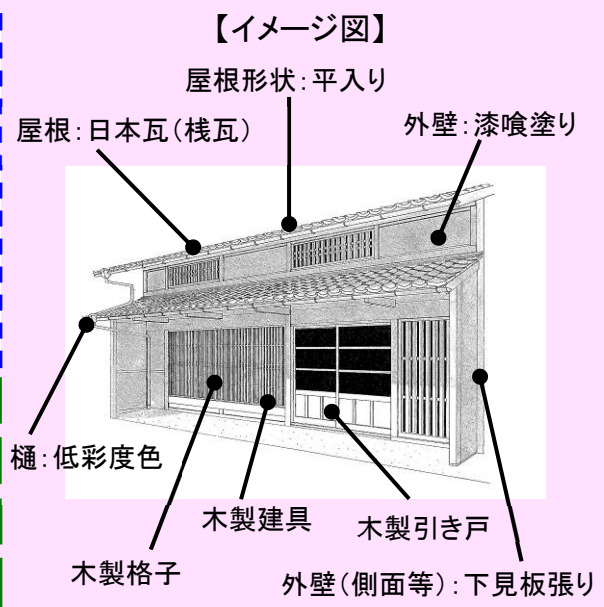 【イメージ図】
屋根形状：平入り
屋根：日本瓦（桟瓦）
外壁：漆喰塗り
樋：低彩度色
木製建具
木製引き戸
木製格子
外壁（側面等）：下見板張り